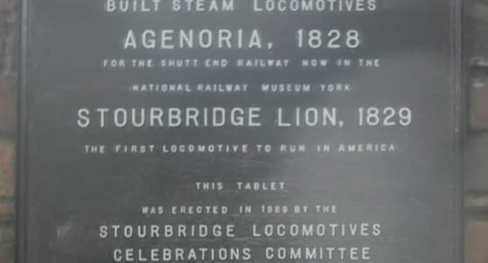 BUILT STEAM LOCOMOTIVES
AGENORIA, 1828
FOR THE SHUTT END RAILWAY NOW IN THE
NATIONAL RAILWAY MUSEUM YORK
STOURBRIDGE LION, 1829
THE FIRST LOCOMOTIVE TO RUN IN AMERICA
THIS TABLET
WAS ERECTED IN 1989 BY THE
STOURBRIDGE LOCOMOTIVES
CELEBRATIONS COMMITTEE